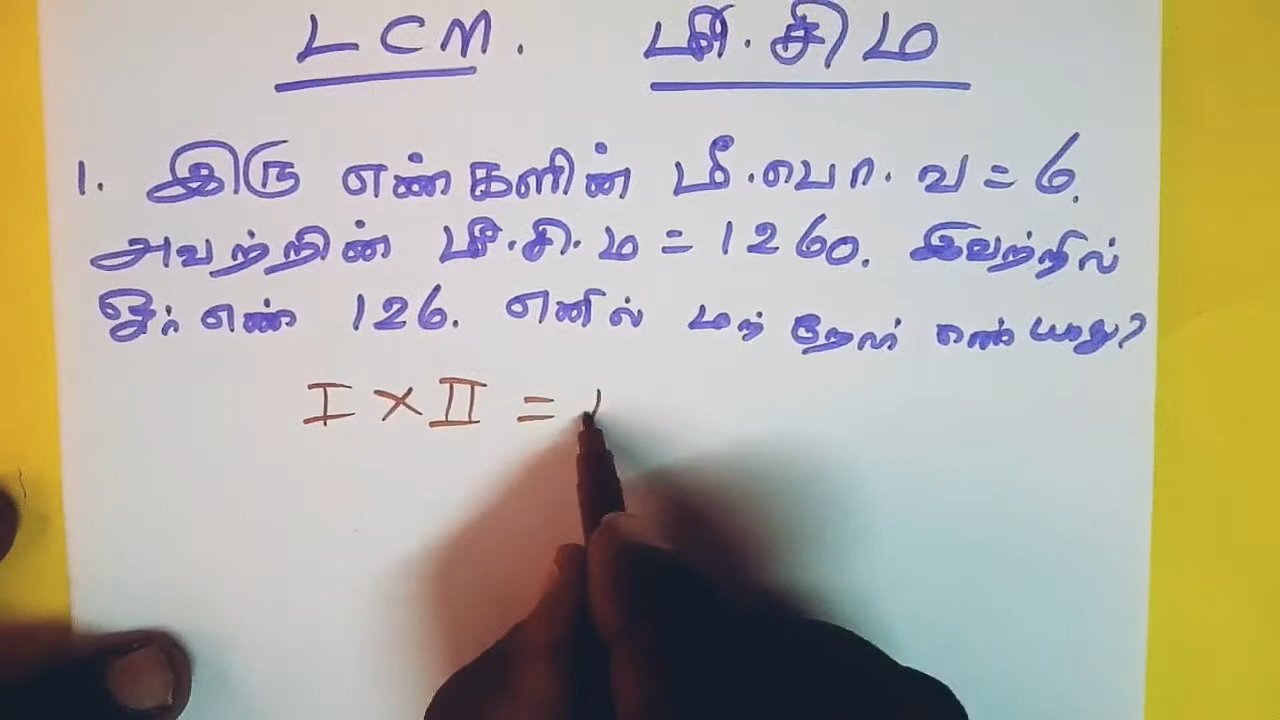 LCM. மீ.சி ம
1. இரு எண்களின் மீ.பொ.வ = 6.
அவற்றின் மீ.சி.ம = 1260. இவற்றில்
ஓர் எண் 126. எனில் மற்றோர் எண் யாது?
I × II =